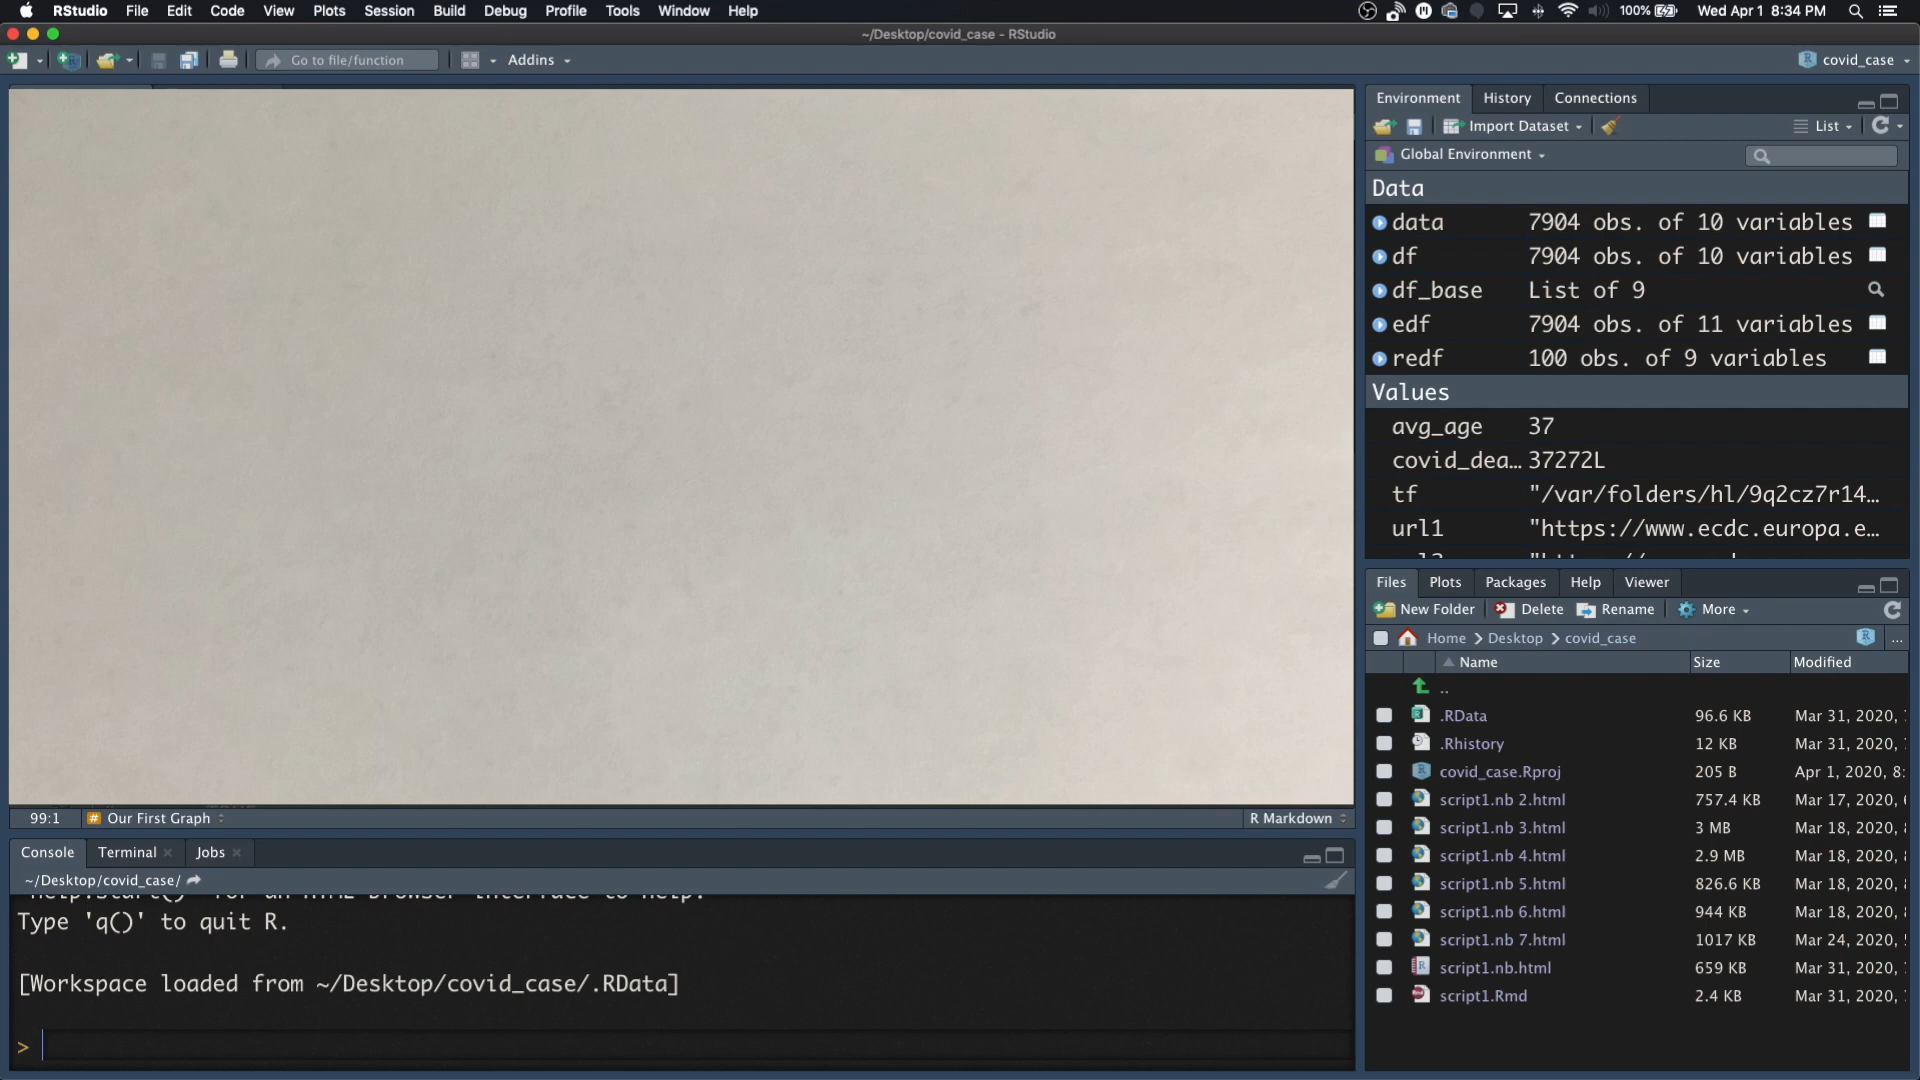 RStudio File Edit Code View Plots Session Build Debug Profile Tools Window Help 100% Wed Apr 1 8:34 PM
~/Desktop/covid_case - RStudio
Go to file/function Addins covid_case
Environment History Connections
Import Dataset List
Global Environment
Data
data 7904 obs. of 10 variables
df 7904 obs. of 10 variables
df_base List of 9
edf 7904 obs. of 11 variables
redf 100 obs. of 9 variables
Values
avg_age 37
covid_dea… 37272L
tf "/var/folders/hl/9q2cz7r14…
url1 "https://www.ecdc.europa.e…
99:1 # Our First Graph R Markdown
Console Terminal Jobs
~/Desktop/covid_case/
Type 'q()' to quit R.
[Workspace loaded from ~/Desktop/covid_case/.RData]
>
Files Plots Packages Help Viewer
New Folder Delete Rename More
Home Desktop covid_case ...
Name Size Modified
..
.RData 96.6 KB Mar 31, 2020,
.Rhistory 12 KB Mar 31, 2020,
covid_case.Rproj 205 B Apr 1, 2020, 8:
script1.nb 2.html 757.4 KB Mar 17, 2020,
script1.nb 3.html 3 MB Mar 18, 2020,
script1.nb 4.html 2.9 MB Mar 18, 2020,
script1.nb 5.html 826.6 KB Mar 18, 2020,
script1.nb 6.html 944 KB Mar 18, 2020,
script1.nb 7.html 1017 KB Mar 24, 2020,
script1.nb.html 659 KB Mar 31, 2020,
script1.Rmd 2.4 KB Mar 31, 2020,